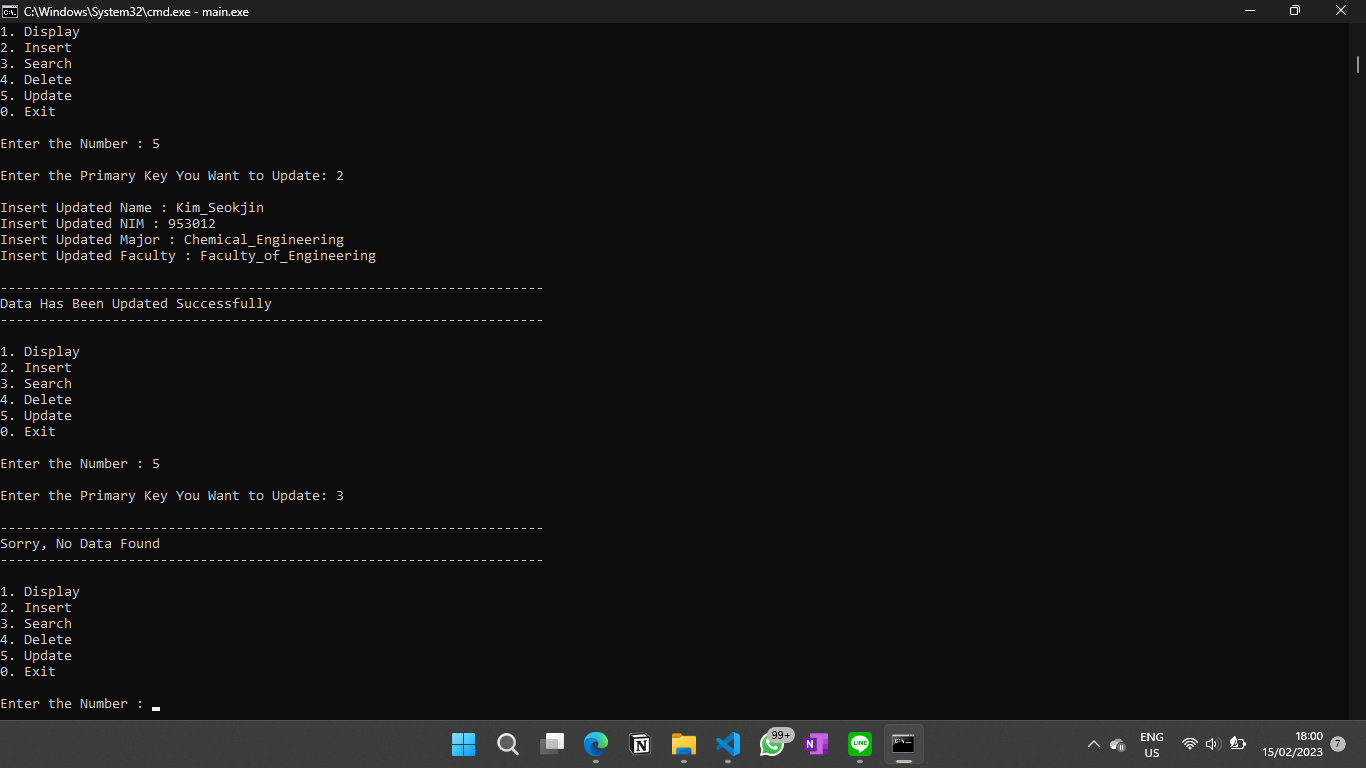 C:\Windows\System32\cmd.exe - main.exe
1. Display
2. Insert
3. Search
4. Delete
5. Update
0. Exit
Enter the Number : 5
Enter the Primary Key You Want to Update: 2
Insert Updated Name : Kim_Seokjin
Insert Updated NIM : 953012
Insert Updated Major : Chemical_Engineering
Insert Updated Faculty : Faculty_of_Engineering
--------------------------------------------------------------------
Data Has Been Updated Successfully
--------------------------------------------------------------------
1. Display
2. Insert
3. Search
4. Delete
5. Update
0. Exit
Enter the Number : 5
Enter the Primary Key You Want to Update: 3
--------------------------------------------------------------------
Sorry, No Data Found
--------------------------------------------------------------------
1. Display
2. Insert
3. Search
4. Delete
5. Update
0. Exit
Enter the Number :
99+
N
N
LINE
C:\.
ENG
US
18:00
15/02/2023
7